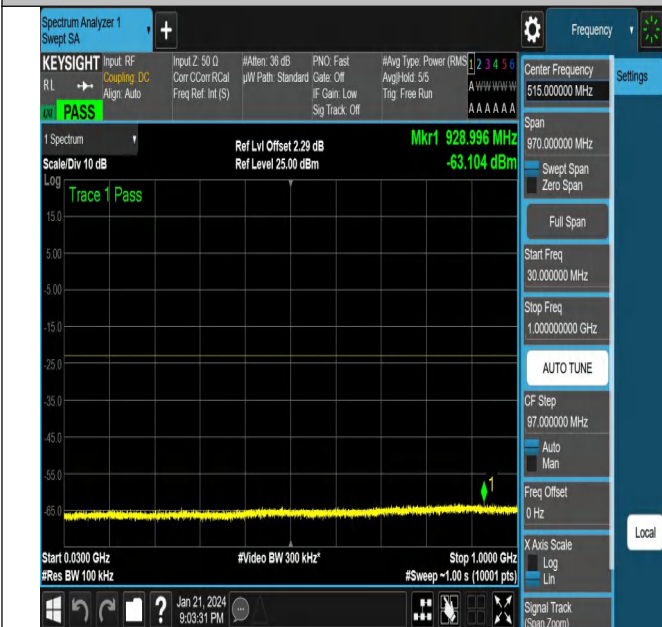 Spectrum Analyzer 1
Swept SA
Frequency
KEYSIGHT
RL
PASS
Input: RF
Coupling: DC
Align: Auto
Input Z: 50 Ω
Corr CCorr RCal
Freq Ref: Int (S)
#Atten: 36 dB
µW Path: Standard
PNO: Fast
Gate: Off
IF Gain: Low
Sig Track: Off
#Avg Type: Power (RMS
Avg|Hold: 5/5
Trig: Free Run
1 2 3 4 5 6
A W W W W W
A A A A A A
1 Spectrum
Scale/Div 10 dB
Ref Lvl Offset 2.29 dB
Ref Level 25.00 dBm
Mkr1 928.996 MHz
-63.104 dBm
Log
Trace 1 Pass
15.0
5.00
-5.00
-15.0
-25.0
-35.0
-45.0
-55.0
-65.0
1
Start 0.0300 GHz
#Res BW 100 kHz
#Video BW 300 kHz*
Stop 1.0000 GHz
#Sweep ~1.00 s (10001 pts)
Jan 21, 2024
9:03:31 PM
Center Frequency
515.000000 MHz
Settings
Span
970.000000 MHz
Swept Span
Zero Span
Full Span
Start Freq
30.000000 MHz
Stop Freq
1.000000000 GHz
AUTO TUNE
CF Step
97.000000 MHz
Auto
Man
Freq Offset
0 Hz
Local
X Axis Scale
Log
Lin
Signal Track
(Span Zoom)